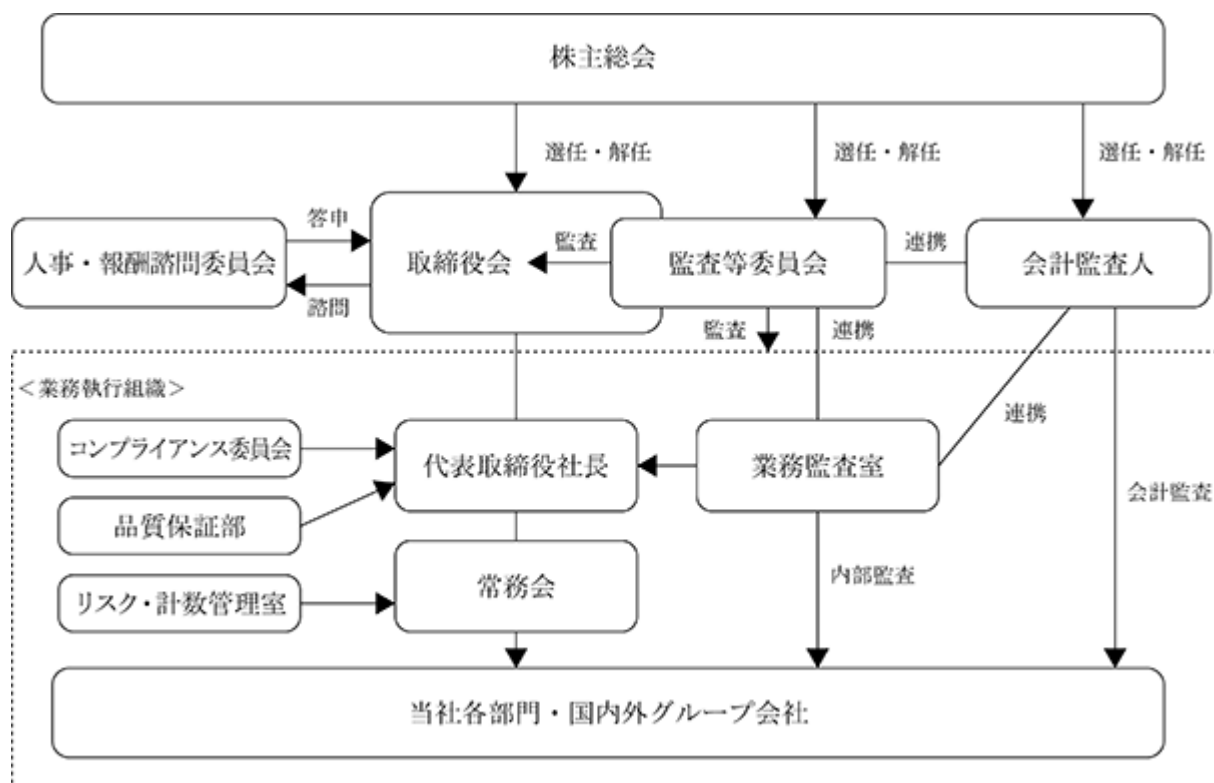 株主総会
選任・解任
選任・解任
選任・解任
答申
人事・報酬諮問委員会
諮問
取締役会
監査
監査等委員会
連携
会計監査人
監査
連携
＜業務執行組織＞
連携
コンプライアンス委員会
代表取締役社長
業務監査室
品質保証部
会計監査
常務会
内部監査
リスク・計数管理室
当社各部門・国内外グループ会社